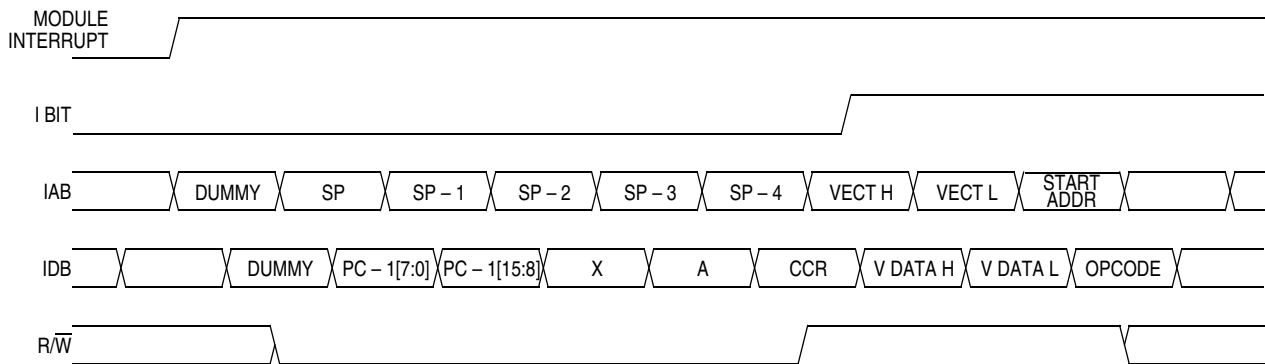 MODULE
INTERRUPT
I BIT
IAB DUMMY SP SP – 1 SP – 2 SP – 3 SP – 4 VECT H VECT L START ADDR
IDB DUMMY PC – 1[7:0] PC – 1[15:8] X A CCR V DATA H V DATA L OPCODE
R/W̅